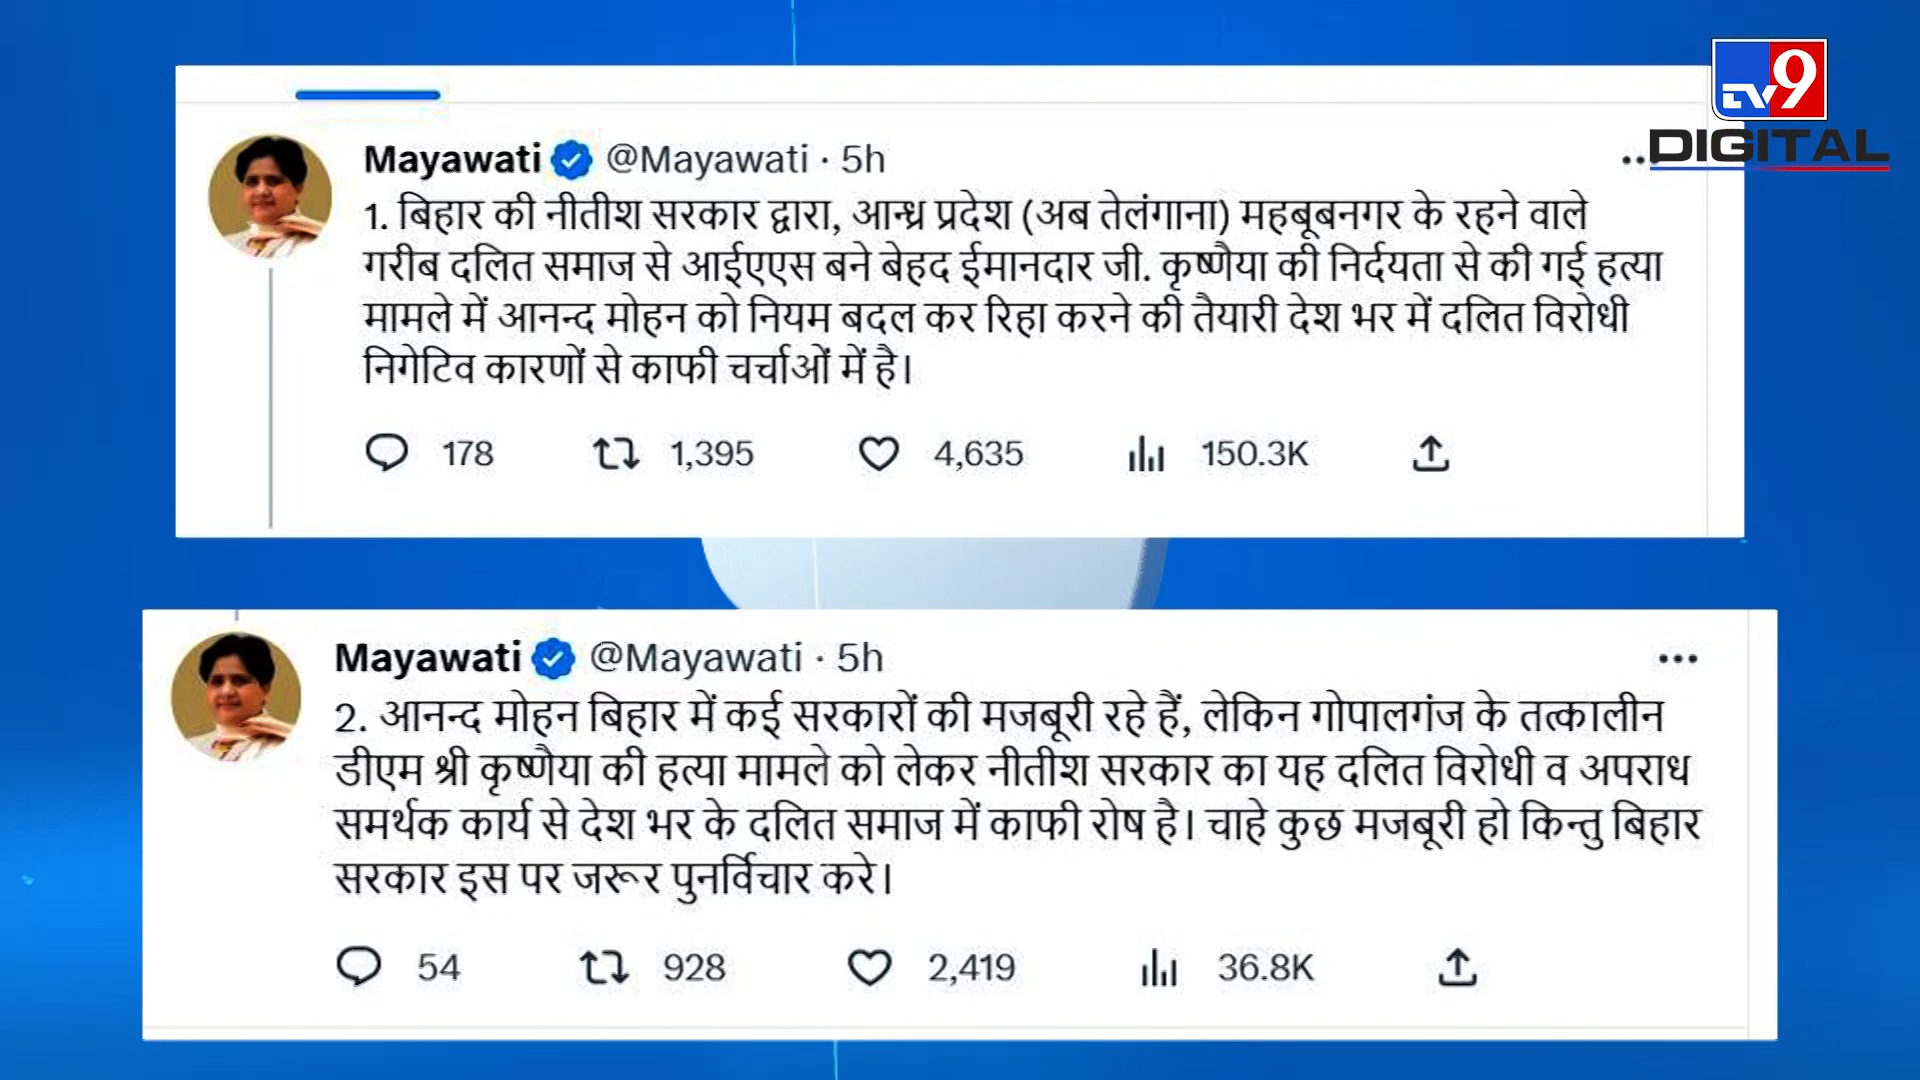 TV9
DIGITAL
Mayawati @Mayawati · 5h
1. बिहार की नीतीश सरकार द्वारा, आन्ध्र प्रदेश (अब तेलंगाना) महबूबनगर के रहने वाले
गरीब दलित समाज से आईएएस बने बेहद ईमानदार जी. कृष्णैया की निर्दयता से की गई हत्या
मामले में आनन्द मोहन को नियम बदल कर रिहा करने की तैयारी देश भर में दलित विरोधी
निगेटिव कारणों से काफी चर्चाओं में है।
178 1,395 4,635 150.3K
Mayawati @Mayawati · 5h
2. आनन्द मोहन बिहार में कई सरकारों की मजबूरी रहे हैं, लेकिन गोपालगंज के तत्कालीन
डीएम श्री कृष्णैया की हत्या मामले को लेकर नीतीश सरकार का यह दलित विरोधी व अपराध
समर्थक कार्य से देश भर के दलित समाज में काफी रोष है। चाहे कुछ मजबूरी हो किन्तु बिहार
सरकार इस पर जरूर पुनर्विचार करे।
54 928 2,419 36.8K